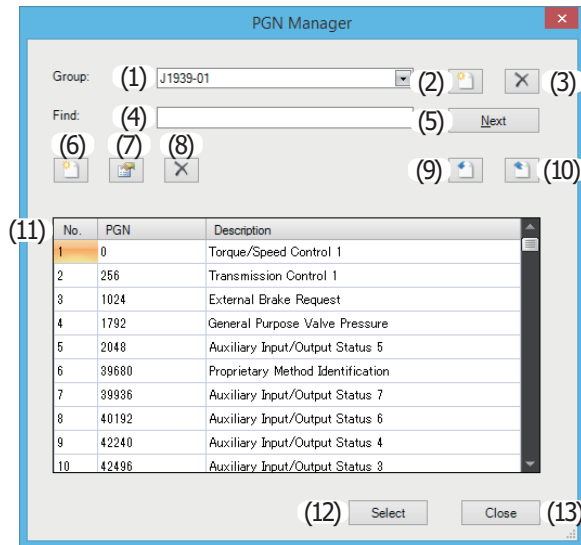 PGN Manager
Group: (1) J1939-01 (2) (3)
Find: (4) (5) Next
(6) (7) (8) (9) (10)
(11) No. PGN Description
1 0 Torque/Speed Control 1
2 256 Transmission Control 1
3 1024 External Brake Request
4 1792 General Purpose Valve Pressure
5 2048 Auxiliary Input/Output Status 5
6 39680 Proprietary Method Identification
7 39936 Auxiliary Input/Output Status 7
8 40192 Auxiliary Input/Output Status 6
9 42240 Auxiliary Input/Output Status 4
10 42496 Auxiliary Input/Output Status 3
(12) Select Close (13)